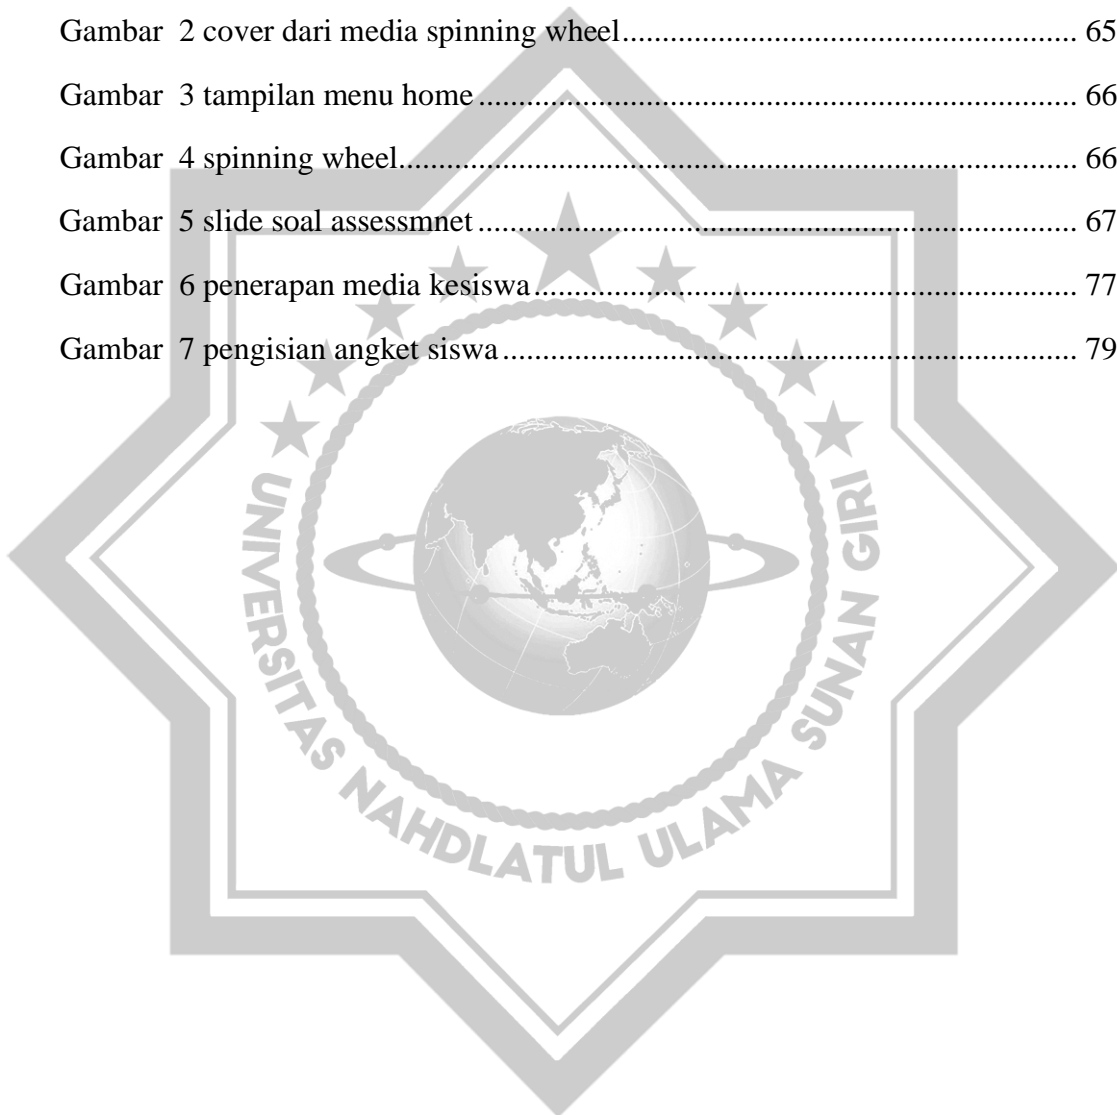 Gambar  2 cover dari media spinning wheel........................................................ 65
Gambar  3 tampilan menu home.......................................................................... 66
Gambar  4 spinning wheel.................................................................................... 66
Gambar  5 slide soal assessmnet.......................................................................... 67
Gambar  6 penerapan media kesiswa................................................................... 77
Gambar  7 pengisian angket siswa....................................................................... 79
UNIVERSITAS NAHDLATUL ULAMA SUNAN GIRI